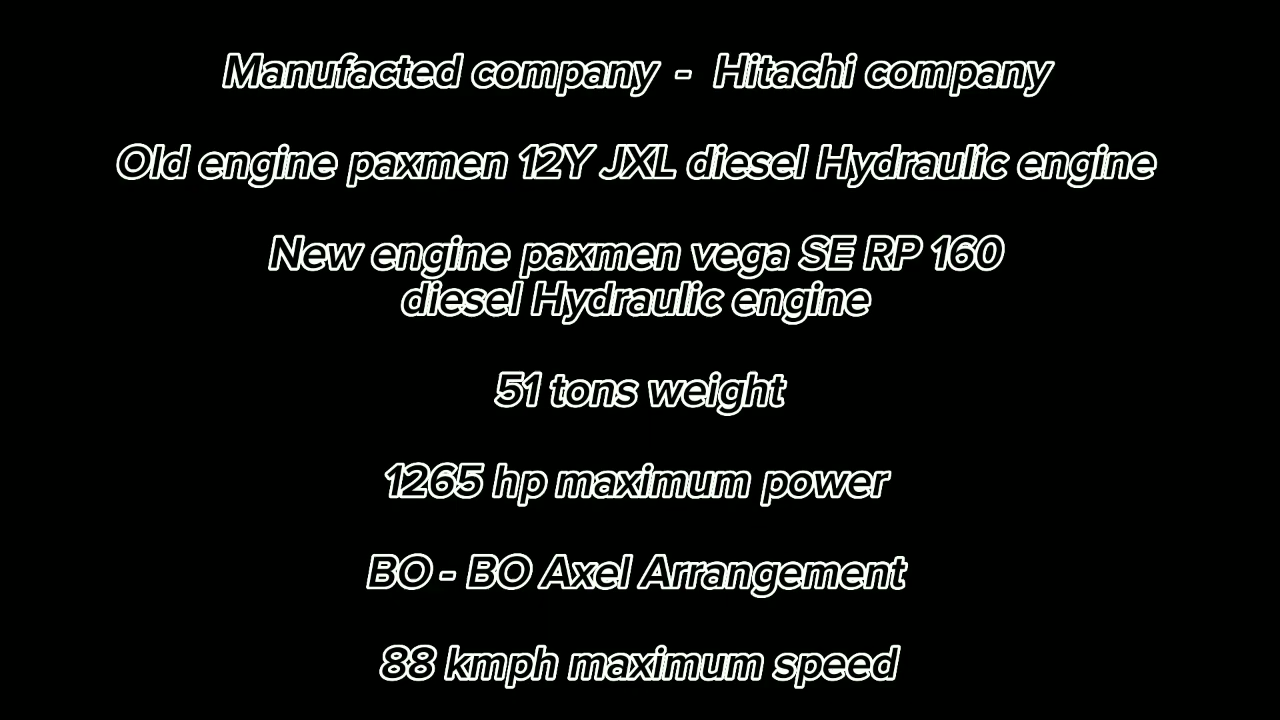 Manufacted company - Hitachi company
Old engine paxmen 12Y JXL diesel Hydraulic engine
New engine paxmen vega SE RP 160
diesel Hydraulic engine
51 tons weight
1265 hp maximum power
BO - BO Axel Arrangement
88 kmph maximum speed